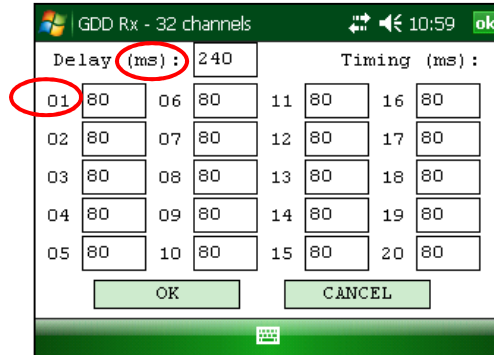 GDD Rx - 32 channels 10:59 ok
Delay (ms): 240 Timing (ms):
01 80 06 80 11 80 16 80
02 80 07 80 12 80 17 80
03 80 08 80 13 80 18 80
04 80 09 80 14 80 19 80
05 80 10 80 15 80 20 80
OK CANCEL